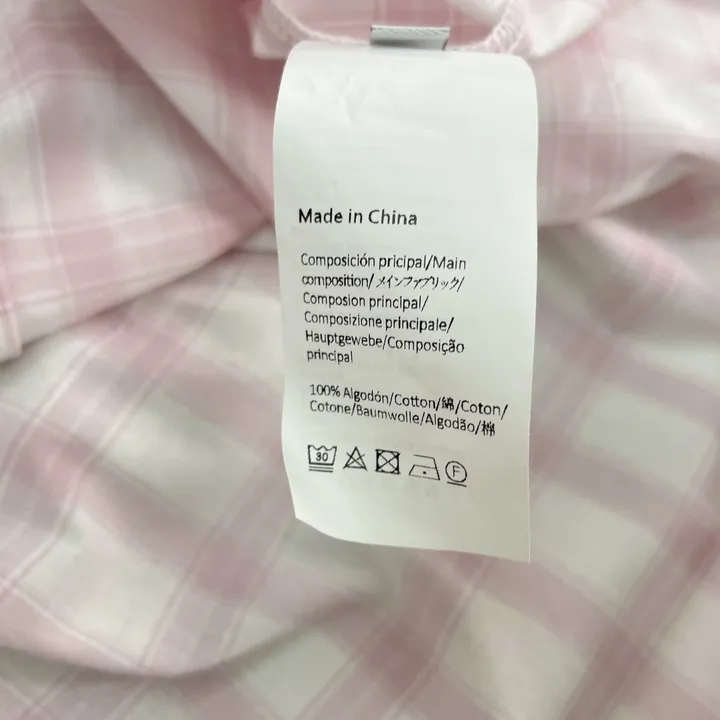 Made in China
Composición pricipal/Main
composition/メインファブリック/
Composion principal/
Composizione principale/
Hauptgewebe/Composição
principal
100% Algodón/Cotton/綿/Coton/
Cotone/Baumwolle/Algodão/棉
30 F